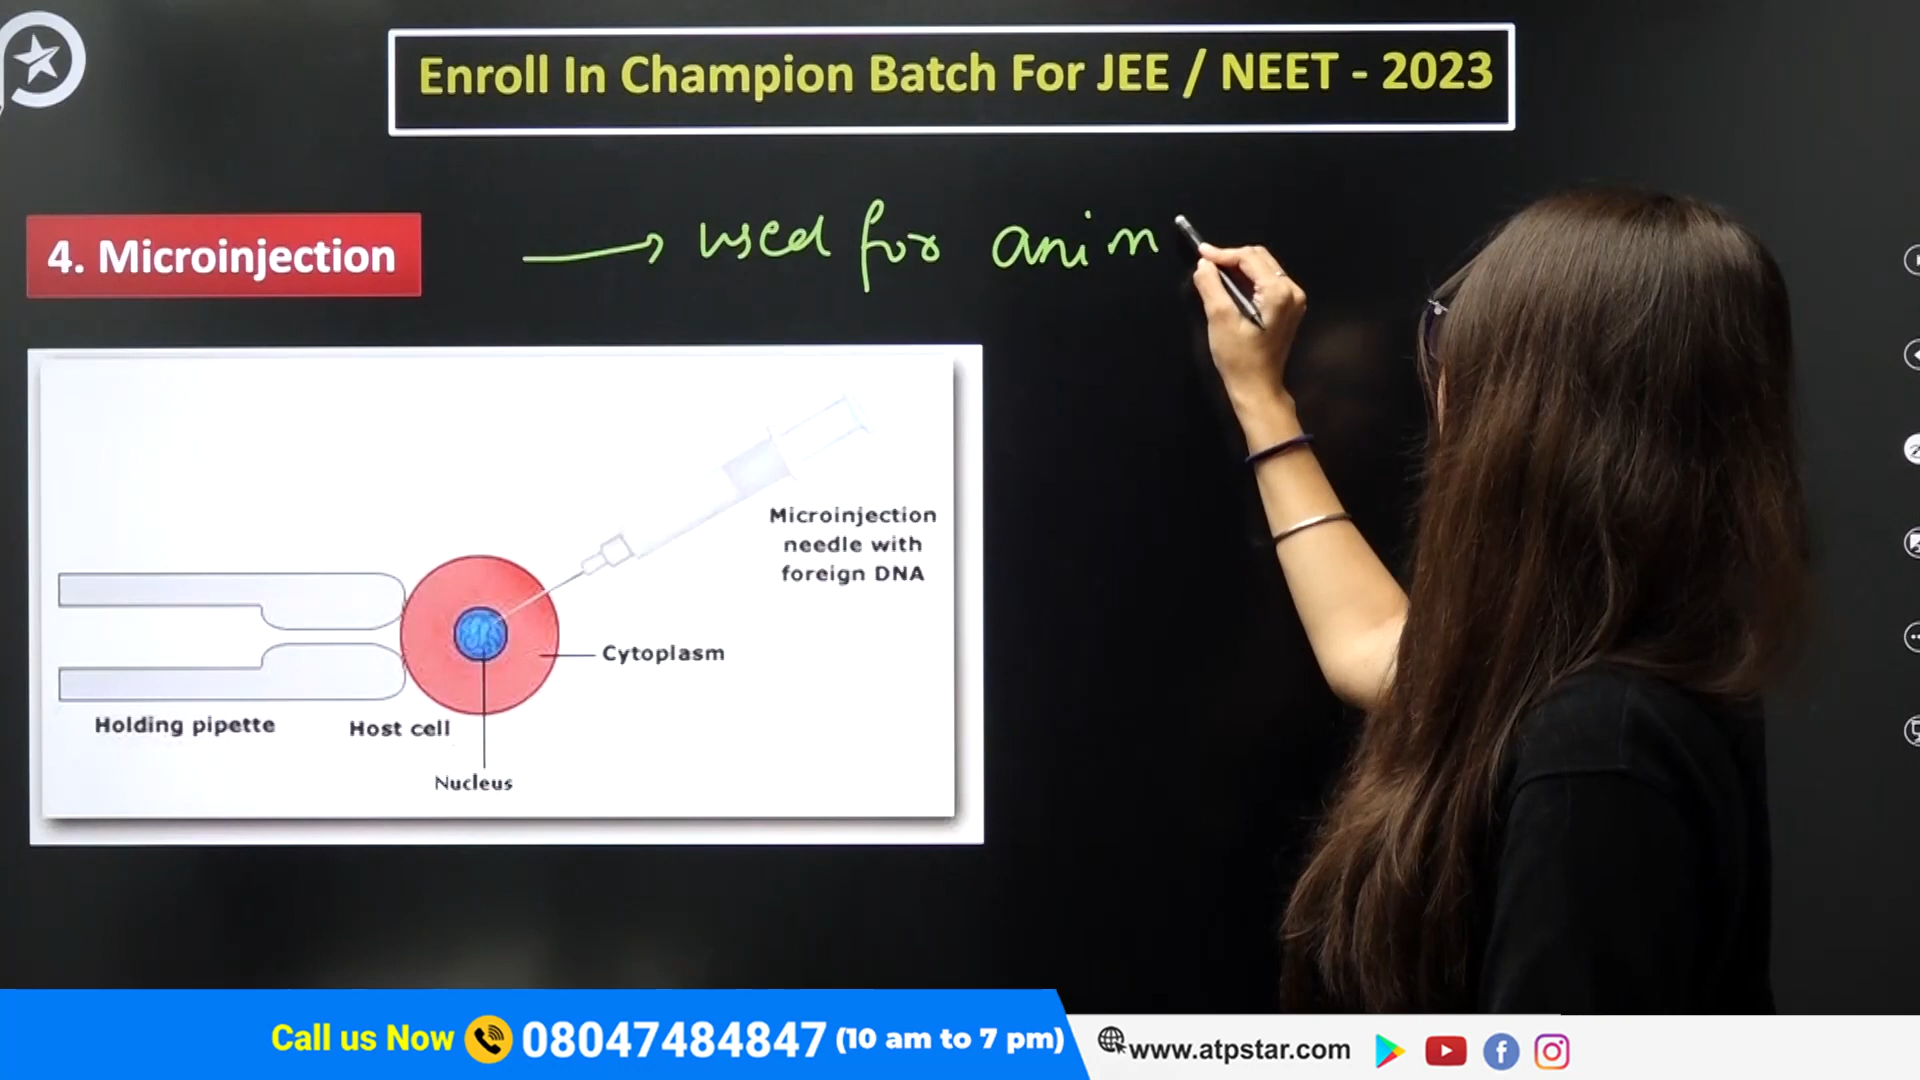 Enroll In Champion Batch For JEE / NEET - 2023
4. Microinjection
→ used for anim
Microinjection
needle with
foreign DNA
Cytoplasm
Holding pipette
Host cell
Nucleus
Call us Now 08047484847 (10 am to 7 pm)
www.atpstar.com